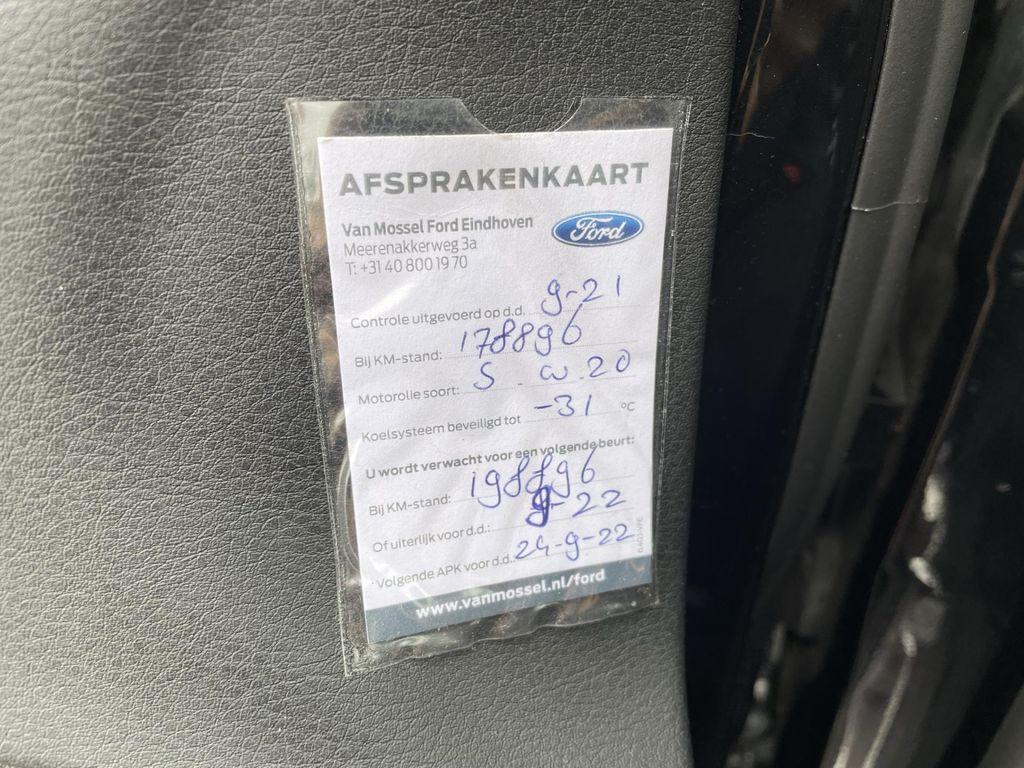 AFSPRAKENKAART
Van Mossel Ford Eindhoven
Meerenakkerweg 3a
T: +31 40 800 19 70
Ford
Controle uitgevoerd op d.d. 9-21
Bij KM-stand: 178896
Motorolie soort: 5 w 20
Koelsysteem beveiligd tot -31 °C
U wordt verwacht voor een volgende beurt:
Bij KM-stand: 198896
Of uiterlijk voor d.d.: 9-22
Volgende APK voor d.d.: 24-9-22
www.vanmossel.nl/ford